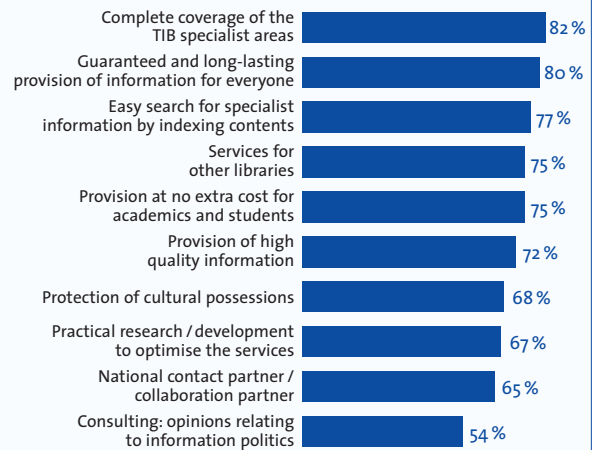 Complete coverage of the
TIB specialist areas
82 %
Guaranteed and long-lasting
provision of information for everyone
80 %
Easy search for specialist
information by indexing contents
77 %
Services for
other libraries
75 %
Provision at no extra cost for
academics and students
75 %
Provision of high
quality information
72 %
Protection of cultural possessions
68 %
Practical research / development
to optimise the services
67 %
National contact partner /
collaboration partner
65 %
Consulting: opinions relating
to information politics
54 %